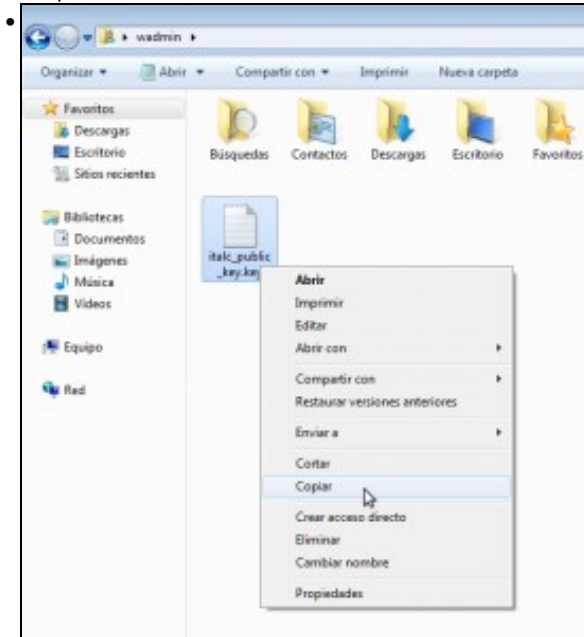 wadmin
Organizar
Abrir
Compartir con
Imprimir
Nueva carpeta
Favoritos
Descargas
Escritorio
Sitios recientes
Bibliotecas
Documentos
Imágenes
Música
Vídeos
Equipo
Red
Búsquedas
Contactos
Descargas
Escritorio
Favoritos
italc_public
_key.key
Abrir
Imprimir
Editar
Abrir con
Compartir con
Restaurar versiones anteriores
Enviar a
Cortar
Copiar
Crear acceso directo
Eliminar
Cambiar nombre
Propiedades